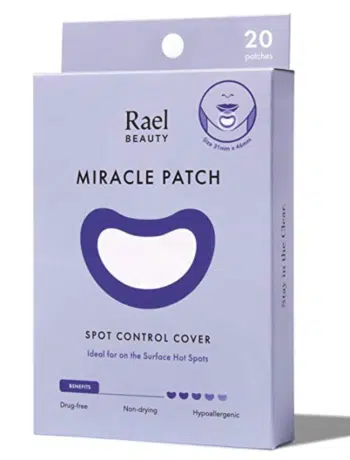 20
patches
Size 31mm x 46mm
Rael
BEAUTY
MIRACLE PATCH
SPOT CONTROL COVER
Ideal for on the Surface Hot Spots
BENEFITS
Drug-free
Non-drying
Hypoallergenic
Stay in the Clear